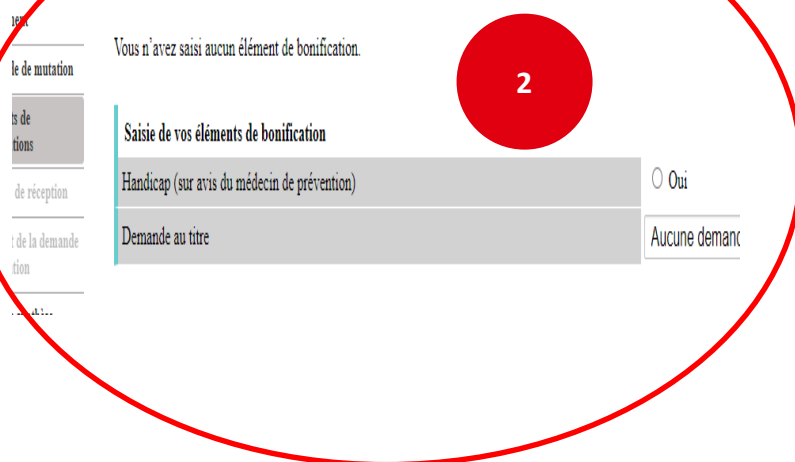 Vous n’avez saisi aucun élément de bonification.
2
le de mutation
ts de
tions
Saisie de vos éléments de bonification
Handicap (sur avis du médecin de prévention)
Oui
de réception
de la demande
tion
Demande au titre
Aucune demand